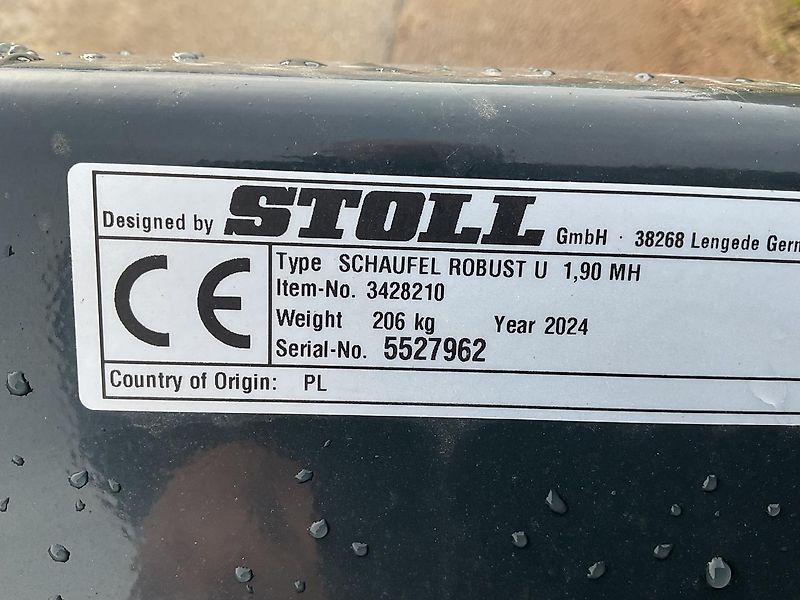 Designed by STOLL GmbH · 38268 Lengede
CE
Type SCHAUFEL ROBUST U 1,90 MH
Item-No. 3428210
Weight 206 kg Year 2024
Serial-No. 5527962
Country of Origin: PL